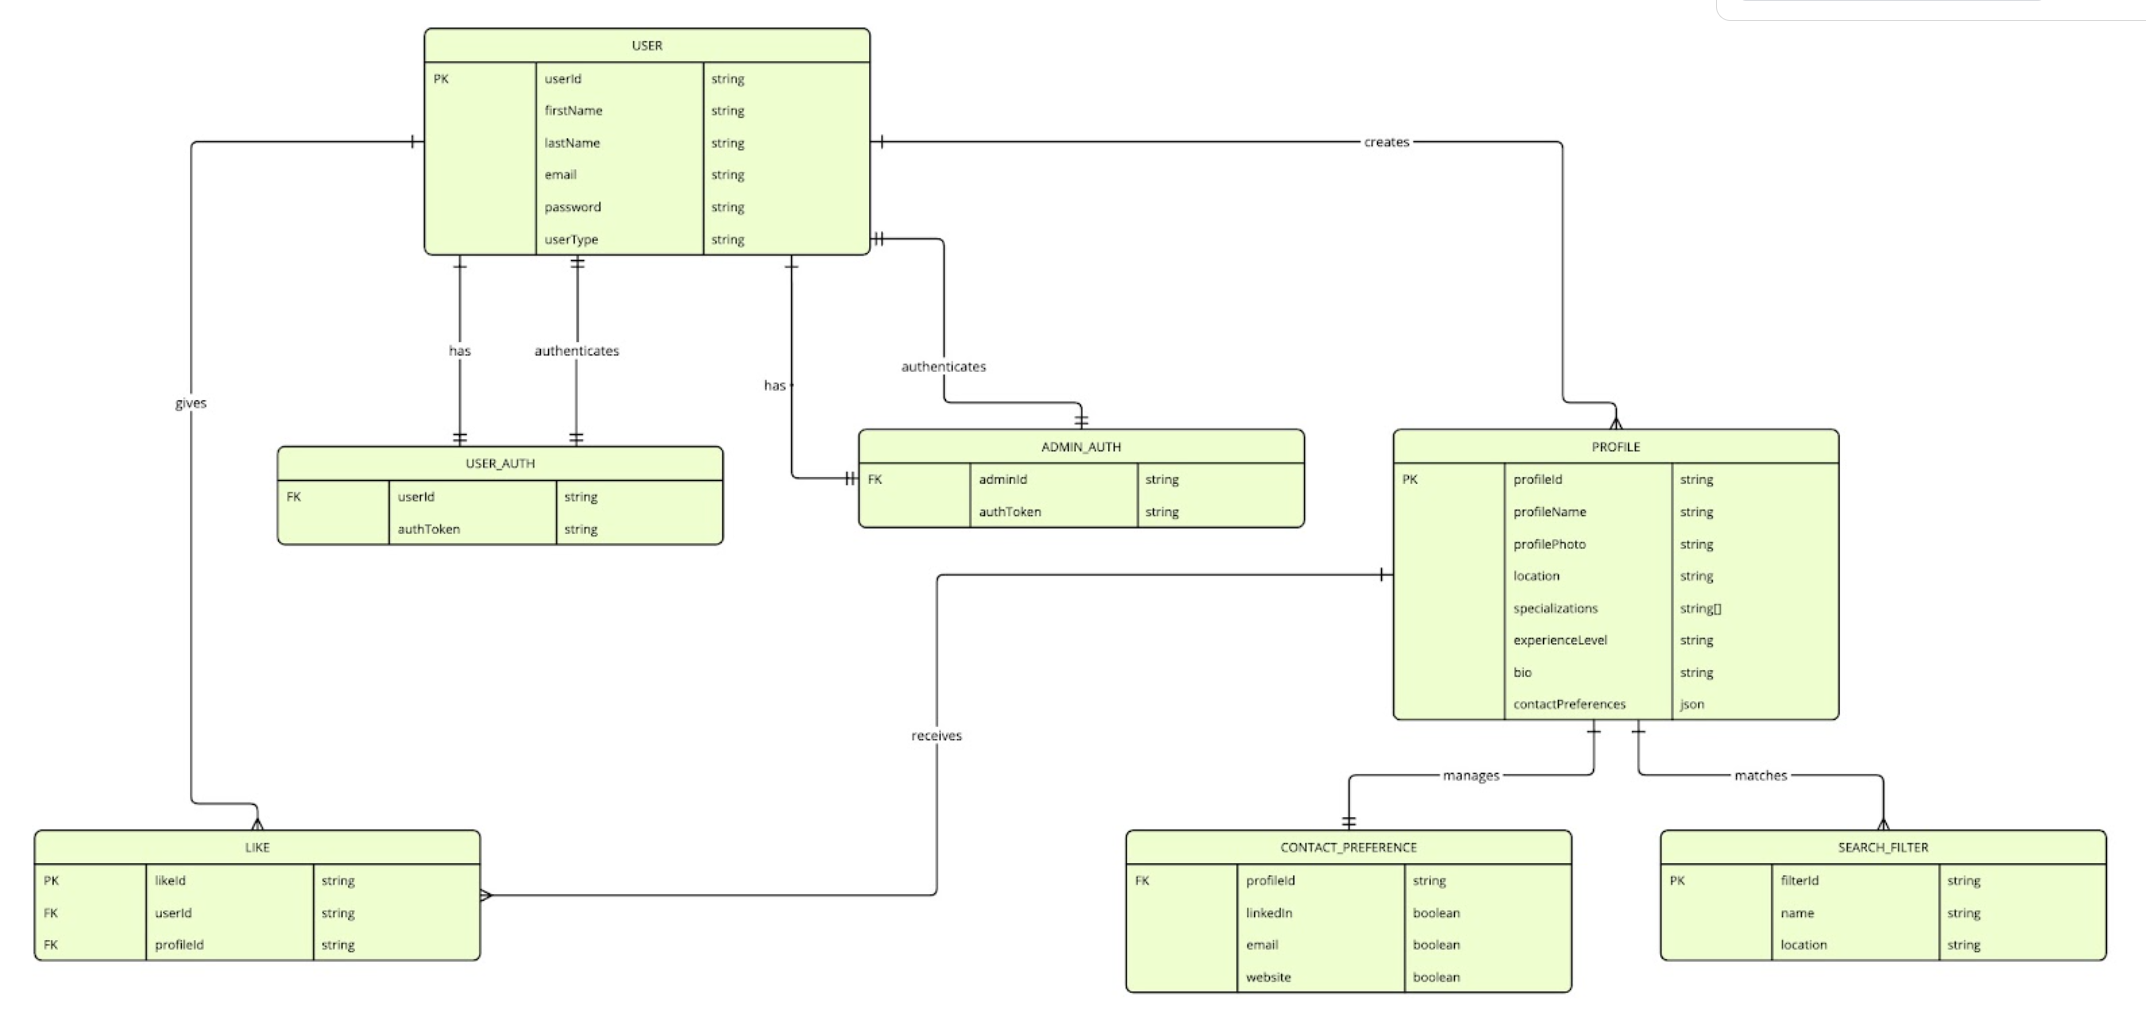 USER
PK userId string
firstName string
lastName string
email string
password string
userType string
creates
has
authenticates
has
authenticates
gives
USER_AUTH
FK userId string
authToken string
ADMIN_AUTH
FK adminId string
authToken string
PROFILE
PK profileId string
profileName string
profilePhoto string
location string
specializations string[]
experienceLevel string
bio string
contactPreferences json
receives
manages
matches
LIKE
PK likeId string
FK userId string
FK profileId string
CONTACT_PREFERENCE
FK profileId string
linkedIn boolean
email boolean
website boolean
SEARCH_FILTER
PK filterId string
name string
location string